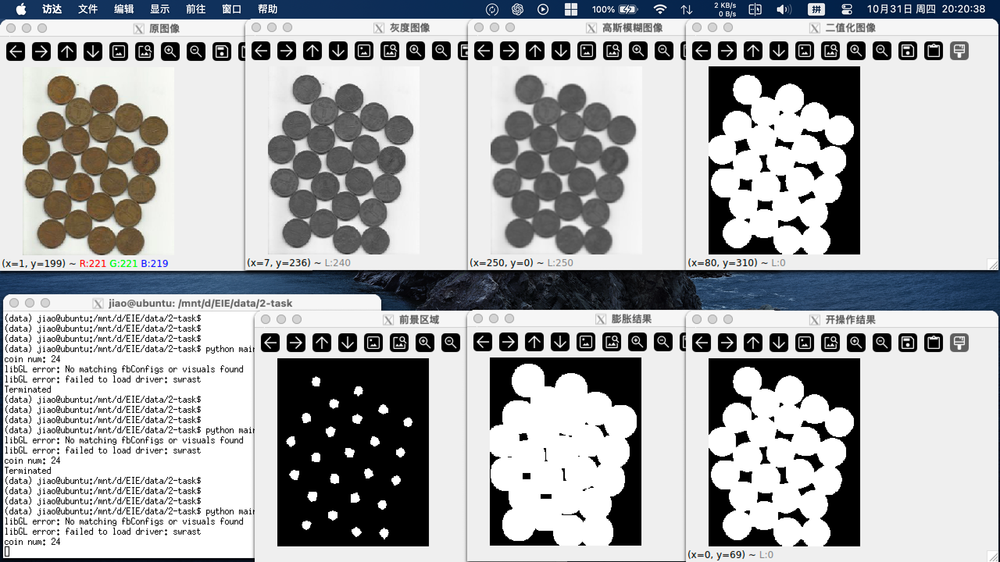 访达 文件 编辑 显示 前往 窗口 帮助 100% 2 KB/s 0 B/s 拼 10月31日 周四 20:20:38
原图像
灰度图像
高斯模糊图像
二值化图像
(x=1, y=199) ~ R:221 G:221 B:219
(x=7, y=236) ~ L:240
(x=250, y=0) ~ L:250
(x=80, y=310) ~ L:0
jiao@ubuntu: /mnt/d/EIE/data/2-task
(data) jiao@ubuntu:/mnt/d/EIE/data/2-task$
(data) jiao@ubuntu:/mnt/d/EIE/data/2-task$
(data) jiao@ubuntu:/mnt/d/EIE/data/2-task$
(data) jiao@ubuntu:/mnt/d/EIE/data/2-task$ python main
coin num: 24
libGL error: No matching fbConfigs or visuals found
libGL error: failed to load driver: swrast
Terminated
(data) jiao@ubuntu:/mnt/d/EIE/data/2-task$
(data) jiao@ubuntu:/mnt/d/EIE/data/2-task$
(data) jiao@ubuntu:/mnt/d/EIE/data/2-task$
(data) jiao@ubuntu:/mnt/d/EIE/data/2-task$ python main
libGL error: No matching fbConfigs or visuals found
libGL error: failed to load driver: swrast
coin num: 24
Terminated
(data) jiao@ubuntu:/mnt/d/EIE/data/2-task$
(data) jiao@ubuntu:/mnt/d/EIE/data/2-task$
(data) jiao@ubuntu:/mnt/d/EIE/data/2-task$
(data) jiao@ubuntu:/mnt/d/EIE/data/2-task$ python main
libGL error: No matching fbConfigs or visuals found
libGL error: failed to load driver: swrast
coin num: 24
前景区域
膨胀结果
开操作结果
(x=0, y=69) ~ L:0